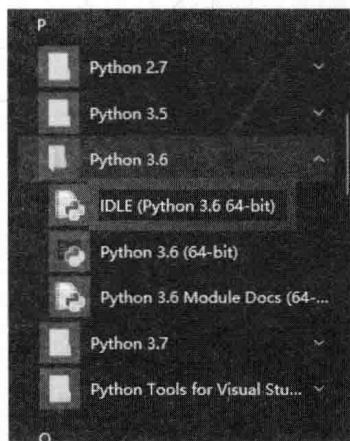 P
Python 2.7
Python 3.5
Python 3.6
IDLE (Python 3.6 64-bit)
Python 3.6 (64-bit)
Python 3.6 Module Docs (64-...
Python 3.7
Python Tools for Visual Stu...